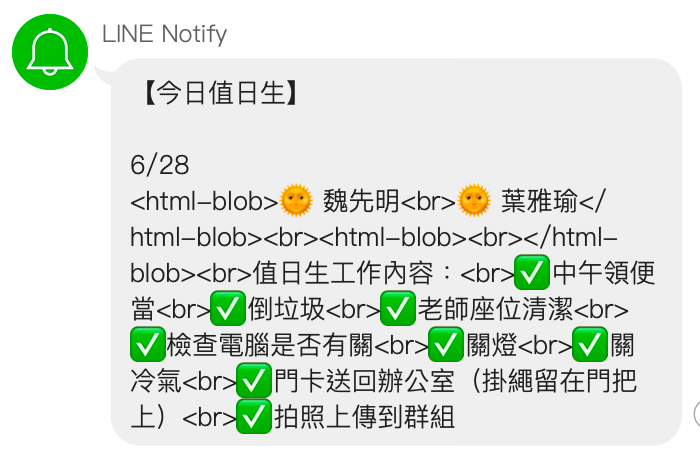 LINE Notify
【今日值日生】
6/28
<html-blob>🌞 魏先明<br>🌞 葉雅瑜</
html-blob><br><html-blob><br></html-
blob><br>值日生工作內容：<br>✅中午領便
當<br>✅倒垃圾<br>✅老師座位清潔<br>
✅檢查電腦是否有關<br>✅關燈<br>✅關
冷氣<br>✅門卡送回辦公室（掛繩留在門把
上）<br>✅拍照上傳到群組